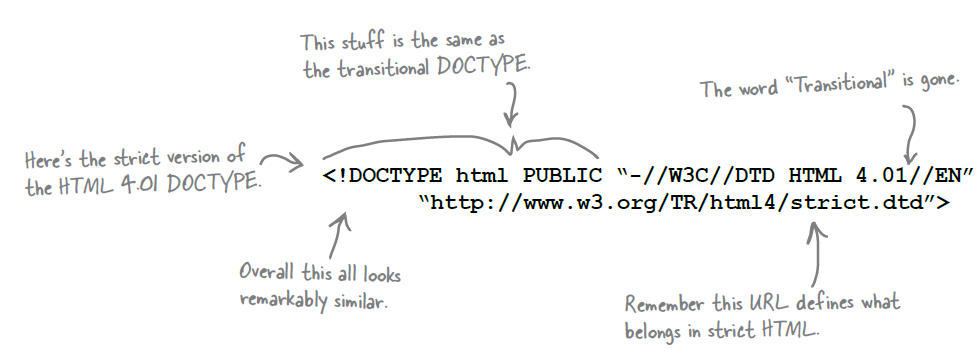 This stuff is the same as
the transitional DOCTYPE.
The word “Transitional” is gone.
Here's the strict version of
the HTML 4.01 DOCTYPE.
<!DOCTYPE html PUBLIC “-//W3C//DTD HTML 4.01//EN”
“http://www.w3.org/TR/html4/strict.dtd”>
Overall this all looks
remarkably similar.
Remember this URL defines what
belongs in strict HTML.